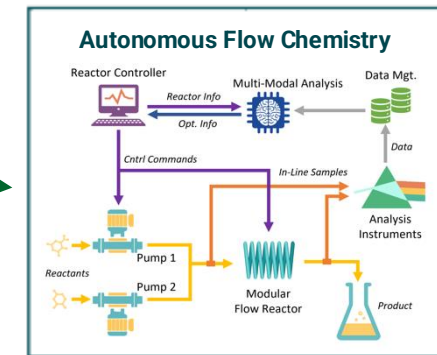 Autonomous Flow Chemistry
Reactor Controller
Reactor Info
Multi-Modal Analysis
Data Mgt.
Opt. Info
Cntrl Commands
In-Line Samples
Data
Analysis
Instruments
Pump 1
Reactants
Pump 2
Modular
Flow Reactor
Product